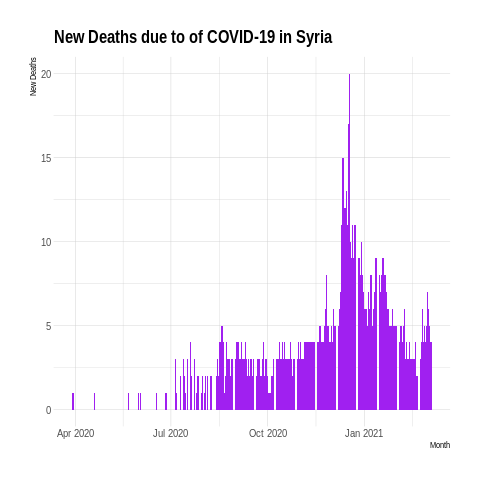 New Deaths due to of COVID-19 in Syria
New Deaths
20
15
10
5
0
Apr 2020 Jul 2020 Oct 2020 Jan 2021
Month